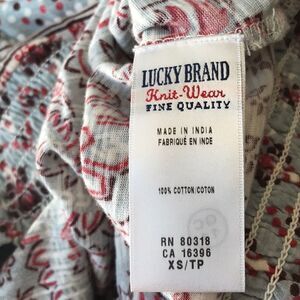 LUCKY BRAND
Knit-Wear
FINE QUALITY
MADE IN INDIA
FABRIQUÉ EN INDE
100% COTTON/COTON
RN 80318
CA 16396
XS/TP